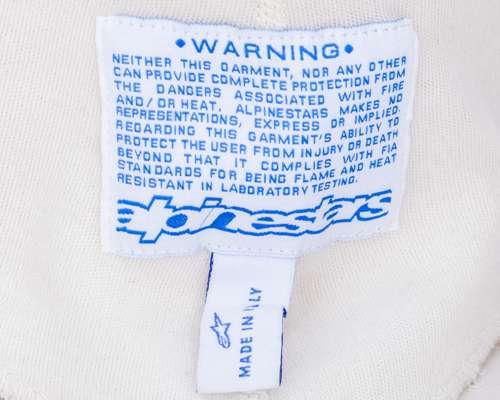 • WARNING •
NEITHER THIS GARMENT, NOR ANY OTHER
CAN PROVIDE COMPLETE PROTECTION FROM
THE DANGERS ASSOCIATED WITH FIRE
AND/OR HEAT. ALPINESTARS MAKES NO
REPRESENTATIONS, EXPRESS OR IMPLIED.
REGARDING THIS GARMENT'S ABILITY TO
PROTECT THE USER FROM INJURY OR DEATH
BEYOND THAT IT COMPLIES WITH FIA
STANDARDS FOR BEING FLAME AND HEAT
RESISTANT IN LABORATORY TESTING.
alpinestars
MADE IN